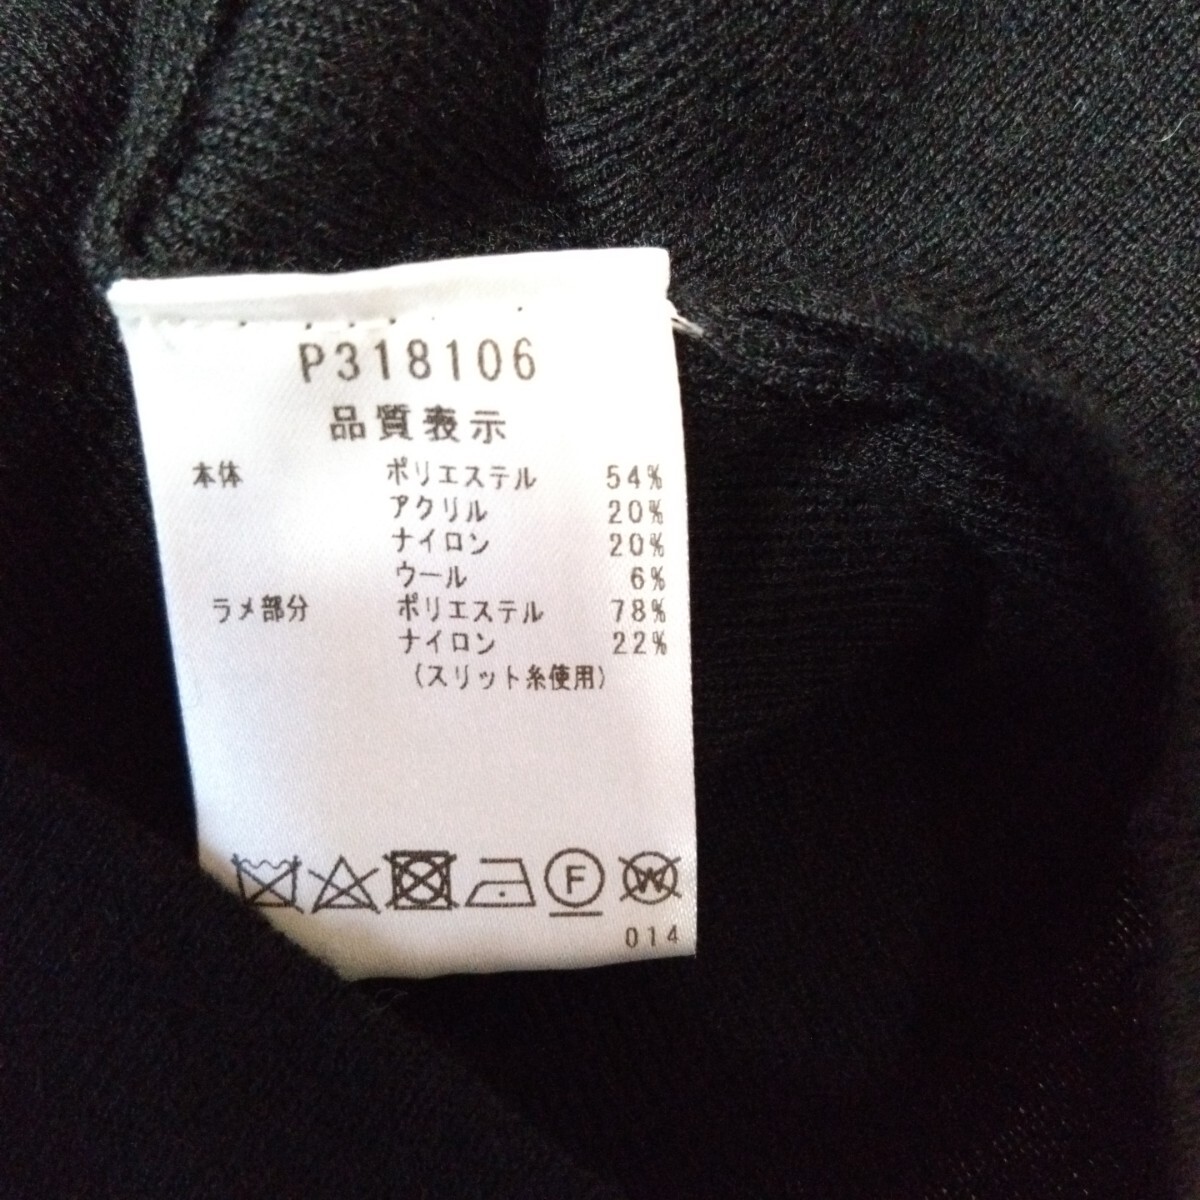 P318106
品質表示
本体 ポリエステル 54%
アクリル 20%
ナイロン 20%
ウール 6%
ラメ部分 ポリエステル 78%
ナイロン 22%
(スリット糸使用)
F W
014